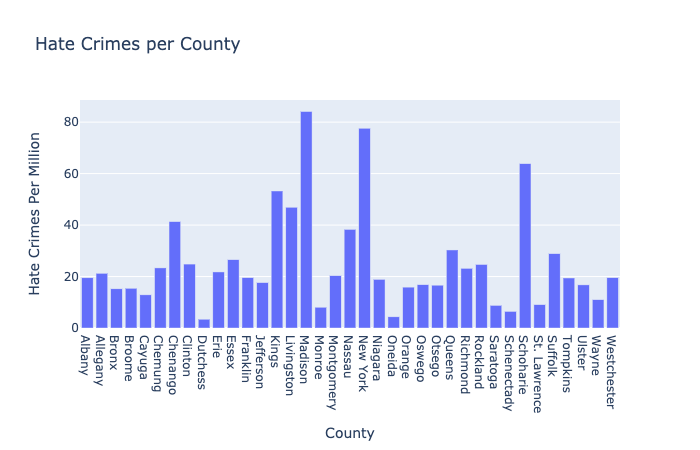 Hate Crimes per County
Hate Crimes Per Million
80
60
40
20
0
Albany
Allegany
Bronx
Broome
Cayuga
Chemung
Chenango
Clinton
Dutchess
Erie
Essex
Franklin
Jefferson
Kings
Livingston
Madison
Monroe
Montgomery
Nassau
New York
Niagara
Oneida
Orange
Oswego
Otsego
Queens
Richmond
Rockland
Saratoga
Schenectady
Schoharie
St. Lawrence
Suffolk
Tompkins
Ulster
Wayne
Westchester
County